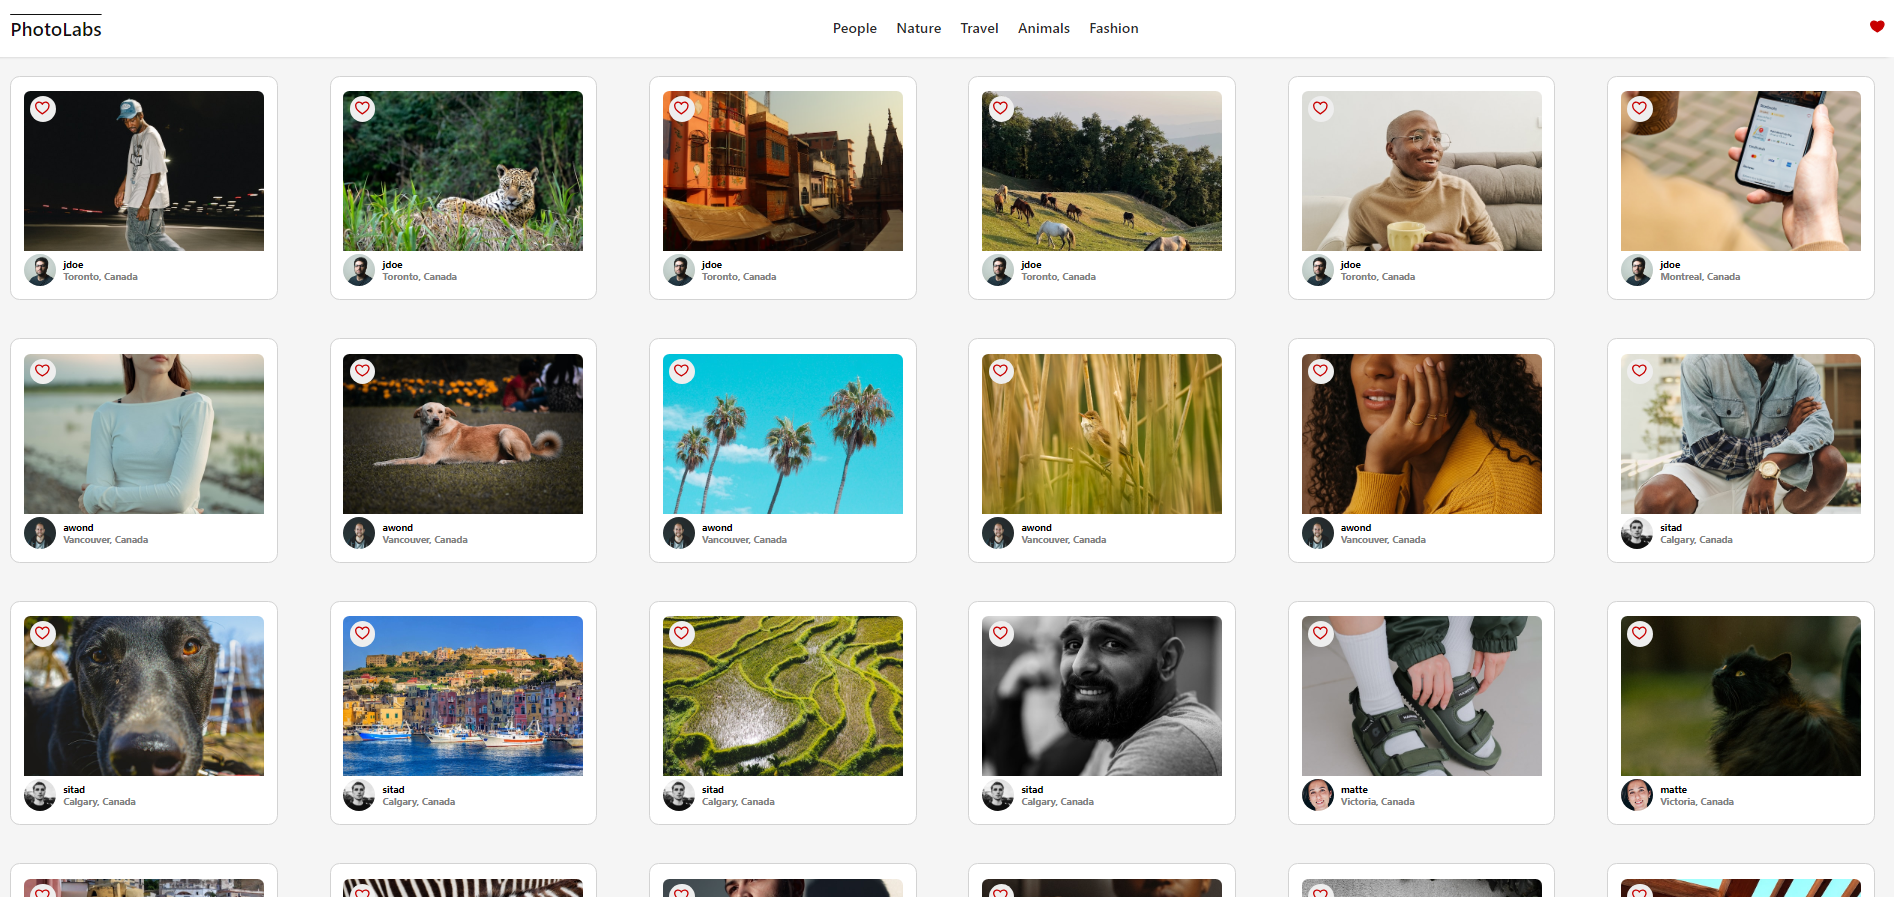 PhotoLabs
People Nature Travel Animals Fashion
jdoe
Toronto, Canada
jdoe
Toronto, Canada
jdoe
Toronto, Canada
jdoe
Toronto, Canada
jdoe
Toronto, Canada
jdoe
Montreal, Canada
awond
Vancouver, Canada
awond
Vancouver, Canada
awond
Vancouver, Canada
awond
Vancouver, Canada
awond
Vancouver, Canada
sitad
Calgary, Canada
sitad
Calgary, Canada
sitad
Calgary, Canada
sitad
Calgary, Canada
sitad
Calgary, Canada
matte
Victoria, Canada
matte
Victoria, Canada